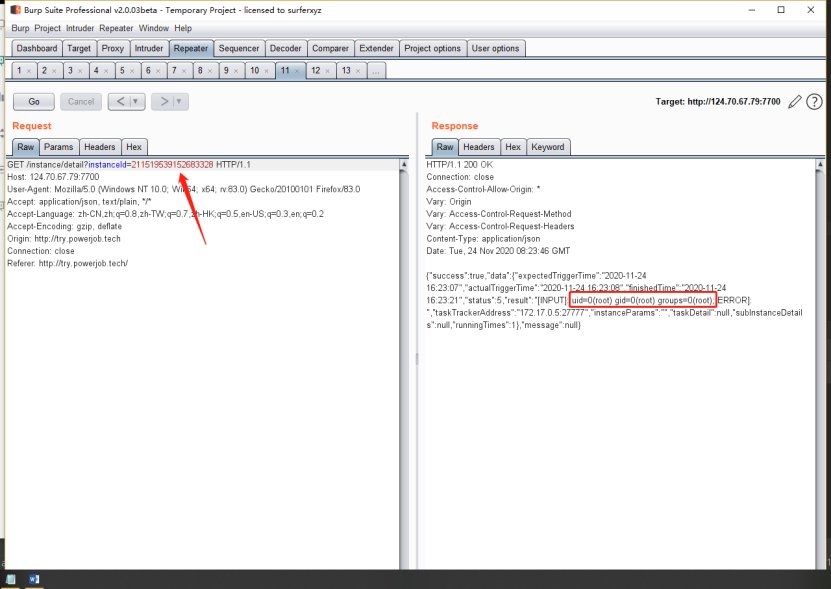 Burp Suite Professional v2.0.03beta - Temporary Project - licensed to surferxyz
Burp Project Intruder Repeater Window Help
Dashboard Target Proxy Intruder Repeater Sequencer Decoder Comparer Extender Project options User options
1 × 2 × 3 × 4 × 5 × 6 × 7 × 8 × 9 × 10 × 11 × 12 × 13 × ...
Go Cancel < > Target: http://124.70.67.79:7700 ?
Request
Raw Params Headers Hex
GET /instance/detail?instanceId=211519539152683328 HTTP/1.1
Host: 124.70.67.79:7700
User-Agent: Mozilla/5.0 (Windows NT 10.0; Win64; x64; rv:83.0) Gecko/20100101 Firefox/83.0
Accept: application/json, text/plain, */*
Accept-Language: zh-CN,zh;q=0.8,zh-TW;q=0.7,zh-HK;q=0.5,en-US;q=0.3,en;q=0.2
Accept-Encoding: gzip, deflate
Origin: http://try.powerjob.tech
Connection: close
Referer: http://try.powerjob.tech/
Response
Raw Headers Hex Keyword
HTTP/1.1 200 OK
Connection: close
Access-Control-Allow-Origin: *
Vary: Origin
Vary: Access-Control-Request-Method
Vary: Access-Control-Request-Headers
Content-Type: application/json
Date: Tue, 24 Nov 2020 08:23:46 GMT
{"success":true,"data":{"expectedTriggerTime":"2020-11-24
16:23:07","actualTriggerTime":"2020-11-24 16:23:08","finishedTime":"2020-11-24
16:23:21","status":5,"result":"[INPUT]: uid=0(root) gid=0(root) groups=0(root);[ERROR]:
","taskTrackerAddress":"172.17.0.5:27777","instanceParams":"","taskDetail":null,"subInstanceDetail
s":null,"runningTimes":1},"message":null}